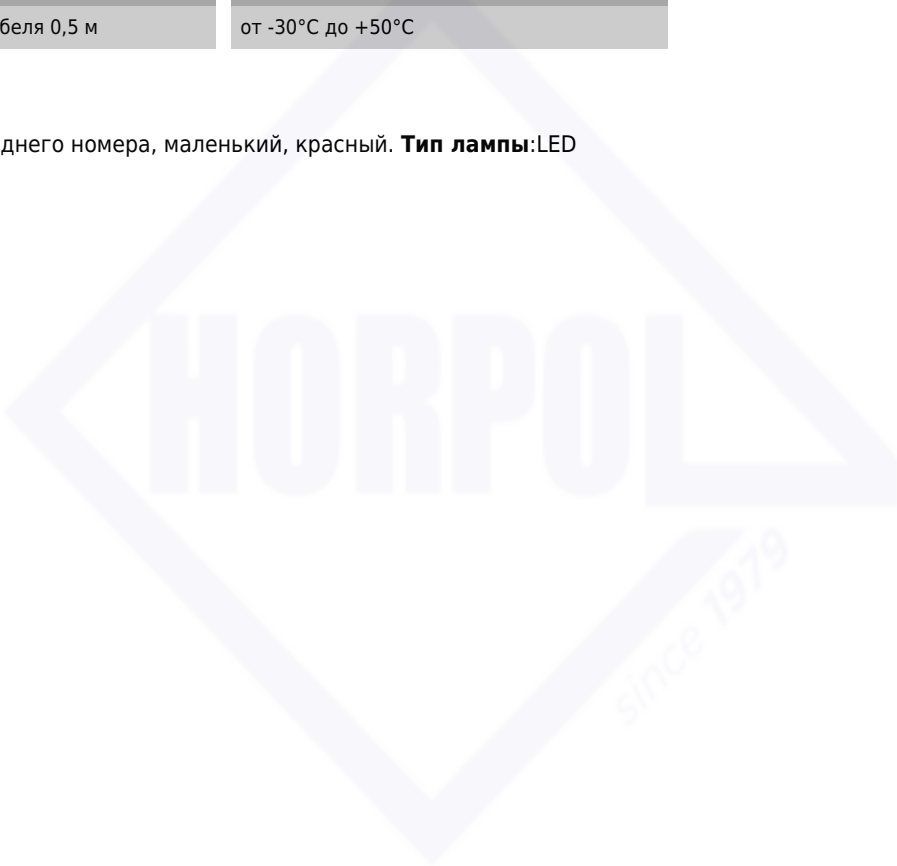 беля 0,5 м
от -30°C до +50°C
днего номера, маленький, красный. Тип лампы:LED
HORPOL
since 1979